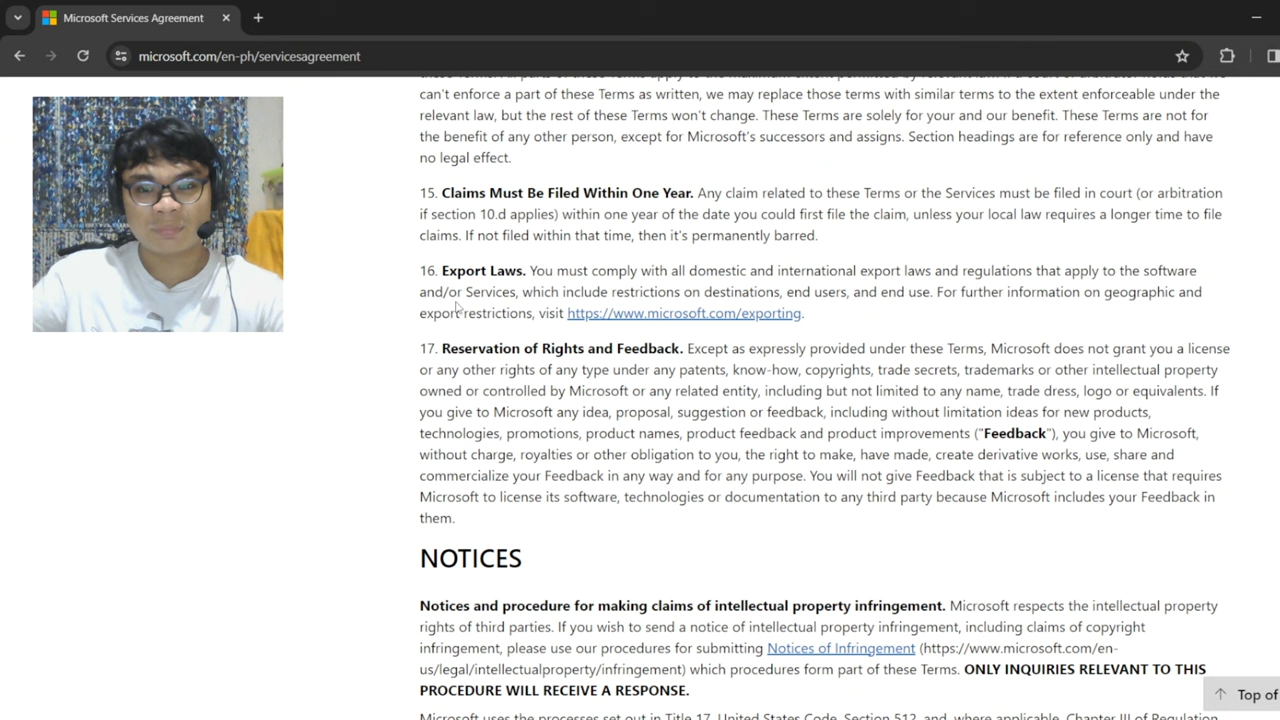 Microsoft Services Agreement
microsoft.com/en-ph/servicesagreement
can't enforce a part of these Terms as written, we may replace those terms with similar terms to the extent enforceable under the
relevant law, but the rest of these Terms won't change. These Terms are solely for your and our benefit. These Terms are not for
the benefit of any other person, except for Microsoft's successors and assigns. Section headings are for reference only and have
no legal effect.
15. Claims Must Be Filed Within One Year. Any claim related to these Terms or the Services must be filed in court (or arbitration
if section 10.d applies) within one year of the date you could first file the claim, unless your local law requires a longer time to file
claims. If not filed within that time, then it's permanently barred.
16. Export Laws. You must comply with all domestic and international export laws and regulations that apply to the software
and/or Services, which include restrictions on destinations, end users, and end use. For further information on geographic and
export restrictions, visit https://www.microsoft.com/exporting.
17. Reservation of Rights and Feedback. Except as expressly provided under these Terms, Microsoft does not grant you a license
or any other rights of any type under any patents, know-how, copyrights, trade secrets, trademarks or other intellectual property
owned or controlled by Microsoft or any related entity, including but not limited to any name, trade dress, logo or equivalents. If
you give to Microsoft any idea, proposal, suggestion or feedback, including without limitation ideas for new products,
technologies, promotions, product names, product feedback and product improvements ("Feedback"), you give to Microsoft,
without charge, royalties or other obligation to you, the right to make, have made, create derivative works, use, share and
commercialize your Feedback in any way and for any purpose. You will not give Feedback that is subject to a license that requires
Microsoft to license its software, technologies or documentation to any third party because Microsoft includes your Feedback in
them.
NOTICES
Notices and procedure for making claims of intellectual property infringement. Microsoft respects the intellectual property
rights of third parties. If you wish to send a notice of intellectual property infringement, including claims of copyright
infringement, please use our procedures for submitting Notices of Infringement (https://www.microsoft.com/en-
us/legal/intellectualproperty/infringement) which procedures form part of these Terms. ONLY INQUIRIES RELEVANT TO THIS
PROCEDURE WILL RECEIVE A RESPONSE.
Top of
Microsoft uses the processes set out in Title 17, United States Code, Section 512, and, where applicable, Chapter III of Regulation